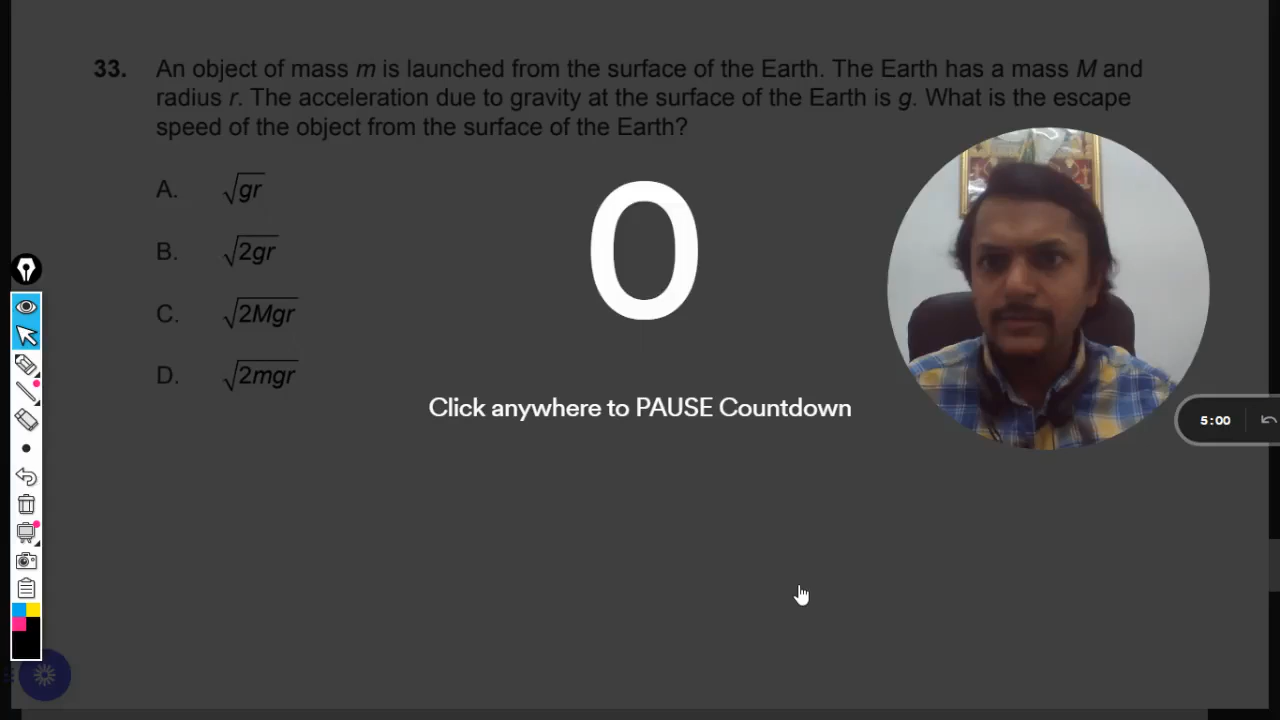 33. An object of mass m is launched from the surface of the Earth. The Earth has a mass M and
radius r. The acceleration due to gravity at the surface of the Earth is g. What is the escape
speed of the object from the surface of the Earth?
A. √gr
B. √2gr
C. √2Mgr
D. √2mgr
0
Click anywhere to PAUSE Countdown
5:00